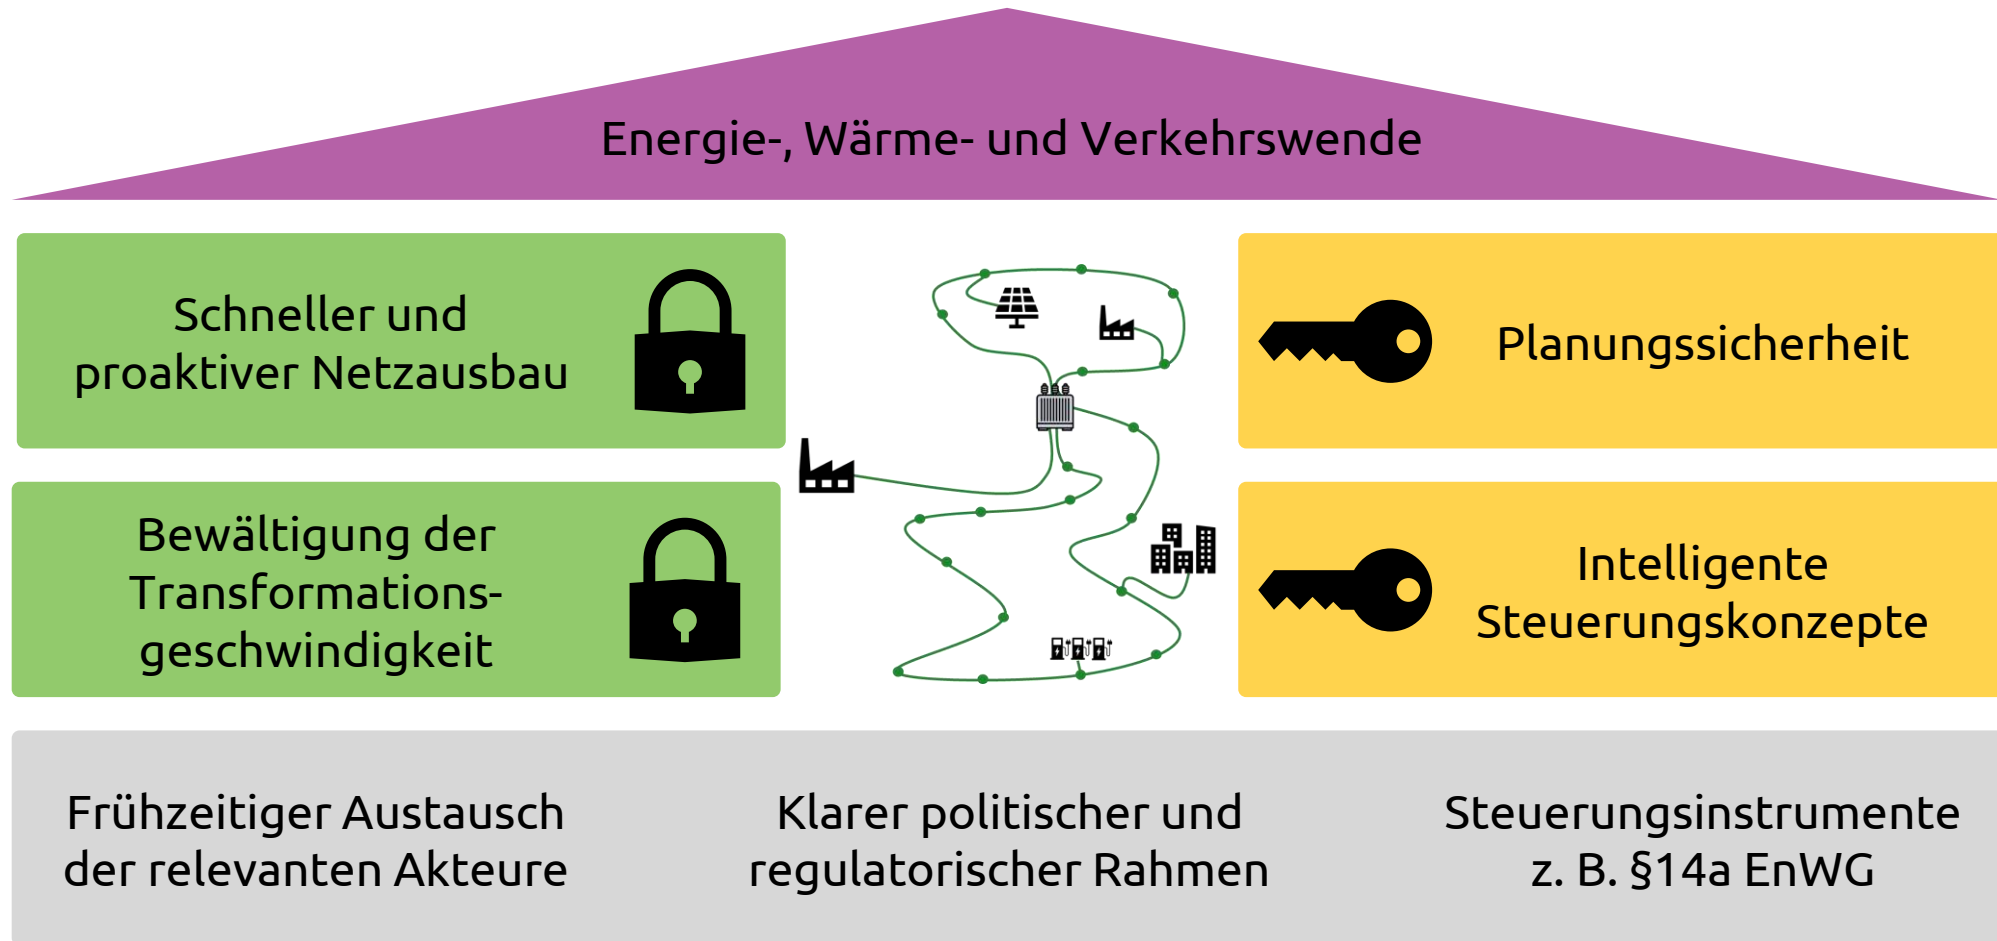 Energie-, Wärme- und Verkehrswende
Schneller und
proaktiver Netzausbau
Planungssicherheit
Bewältigung der
Transformations-
geschwindigkeit
Intelligente
Steuerungskonzepte
Frühzeitiger Austausch
der relevanten Akteure
Klarer politischer und
regulatorischer Rahmen
Steuerungsinstrumente
z. B. §14a EnWG